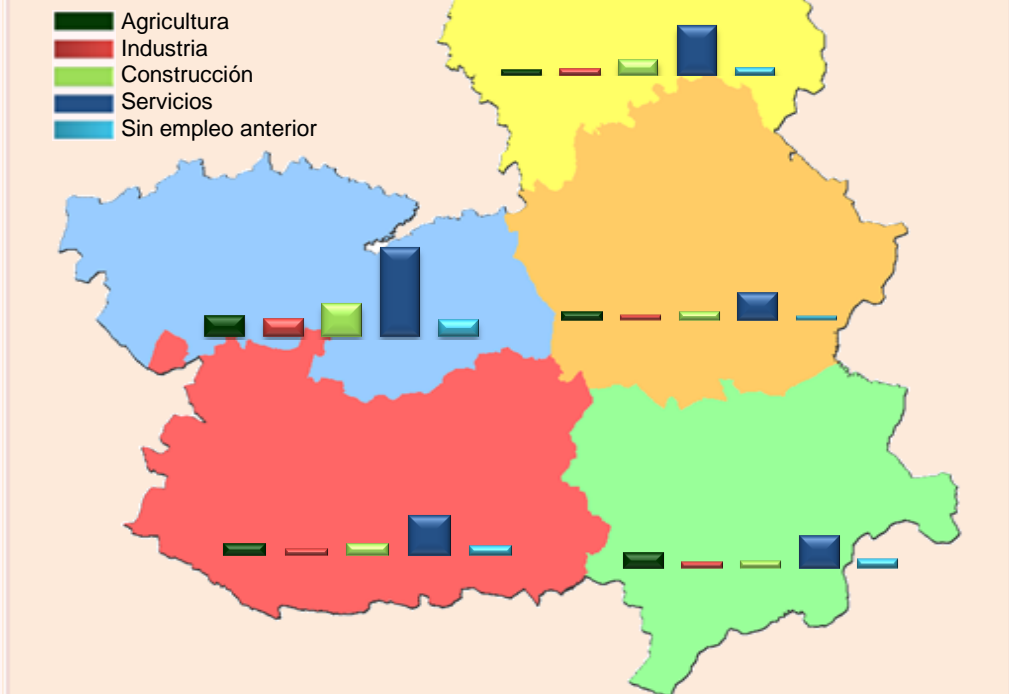 Agricultura
Industria
Construcción
Servicios
Sin empleo anterior